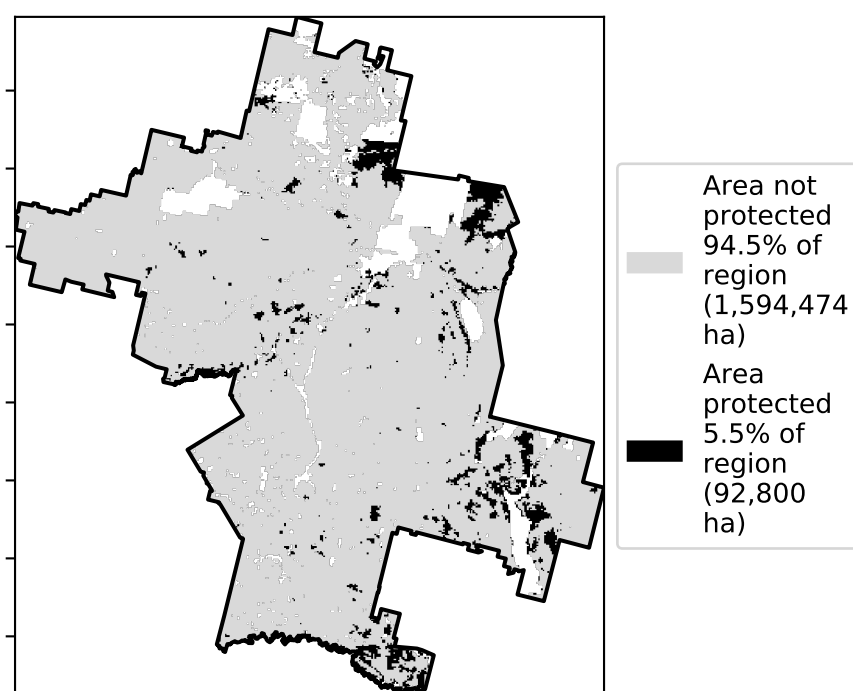 Area not
protected
94.5% of
region
(1,594,474
ha)
Area
protected
5.5% of
region
(92,800
ha)